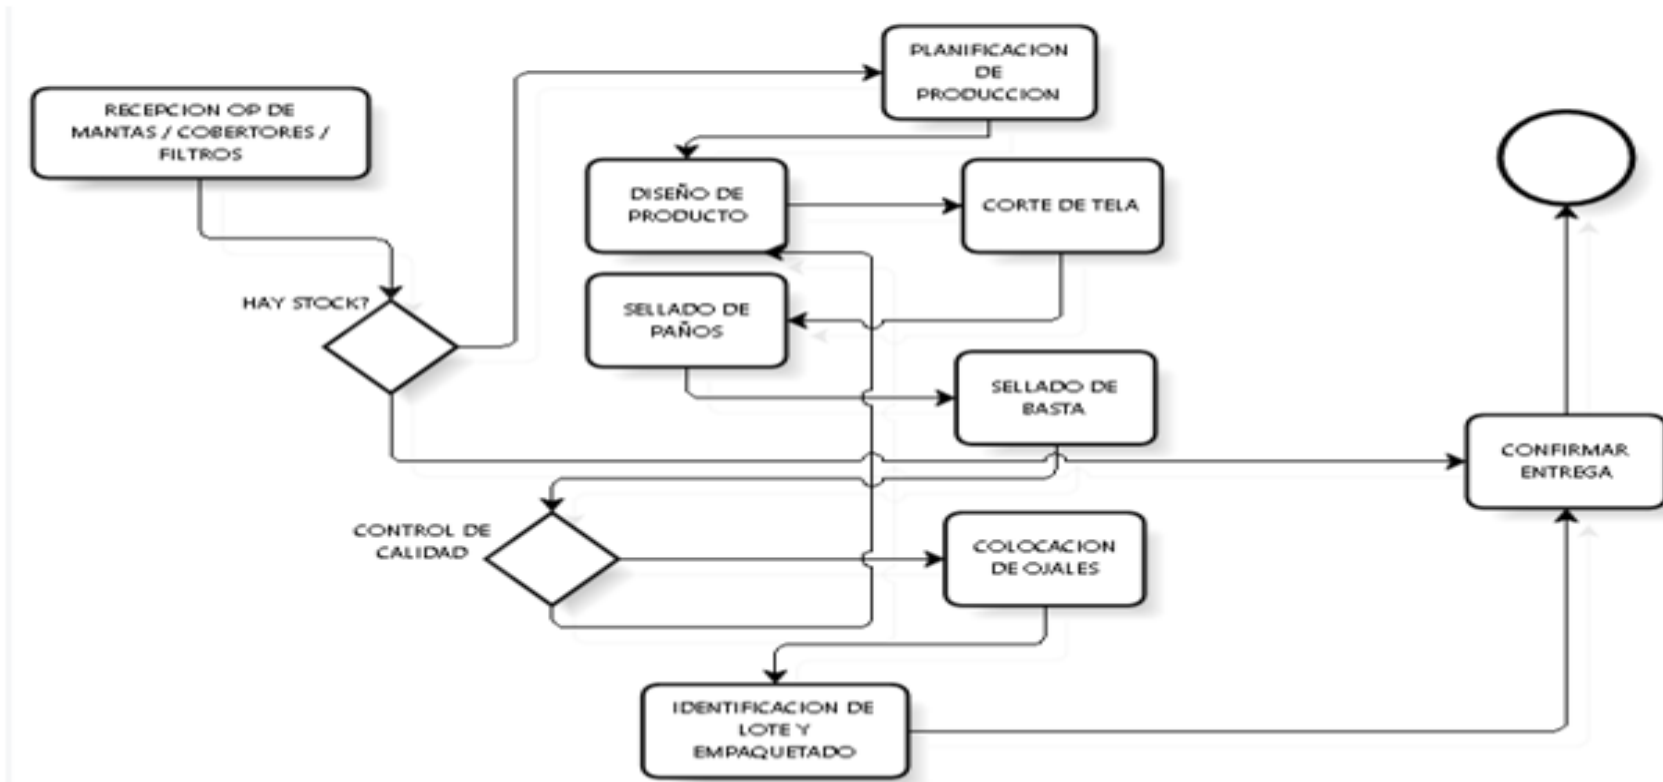 RECEPCION OP DE
MANTAS / COBERTORES /
FILTROS
HAY STOCK?
PLANIFICACION
DE
PRODUCCION
DISEÑO DE
PRODUCTO
CORTE DE TELA
SELLADO DE
PAÑOS
SELLADO DE
BASTA
CONTROL DE
CALIDAD
COLOCACION
DE OJALES
IDENTIFICACION DE
LOTE Y
EMPAQUETADO
CONFIRMAR
ENTREGA